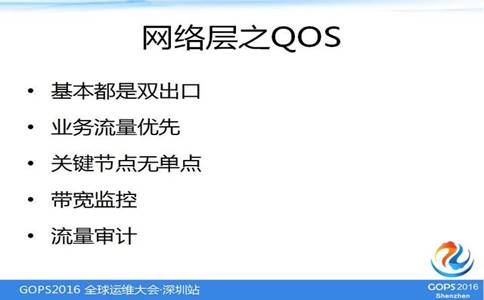 网络层之QOS
• 基本都是双出口
• 业务流量优先
• 关键节点无单点
• 带宽监控
• 流量审计
GOPS2016 全球运维大会·深圳站
GOPS2016
Shenzhen